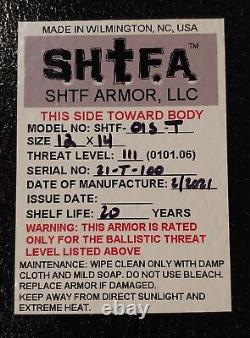 MADE IN WILMINGTON, NC, USA
SHTFA™
SHTF ARMOR, LLC
THIS SIDE TOWARD BODY
MODEL NO: SHTF-01S-T
SIZE 12 X 14
THREAT LEVEL: III (0101.06)
SERIAL NO: 21-T-100
DATE OF MANUFACTURE: 2/2021
ISSUE DATE:
SHELF LIFE: 20 YEARS
WARNING: THIS ARMOR IS RATED
ONLY FOR THE BALLISTIC THREAT
LEVEL LISTED ABOVE
MAINTENANCE: WIPE CLEAN ONLY WITH DAMP
CLOTH AND MILD SOAP. DO NOT USE BLEACH.
REPLACE ARMOR IF DAMAGED.
KEEP AWAY FROM DIRECT SUNLIGHT AND
EXTREME HEAT.
ebay